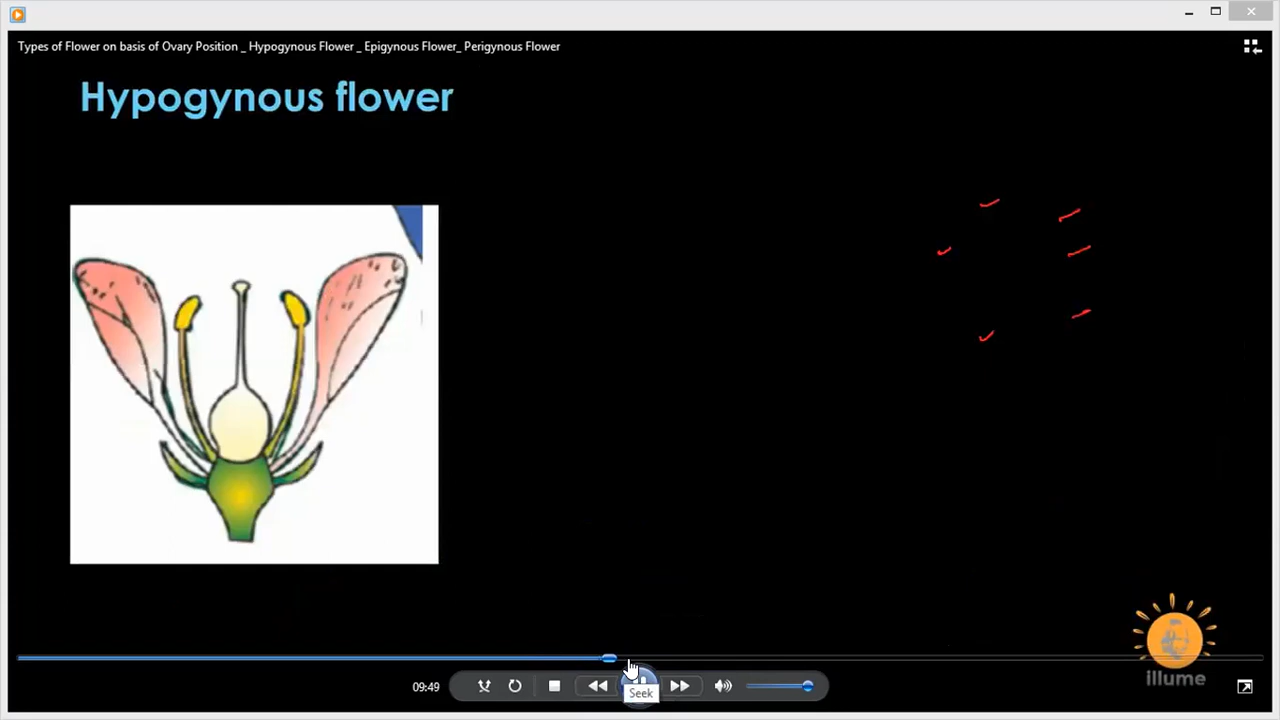 Types of Flower on basis of Ovary Position _ Hypogynous Flower _ Epigynous Flower_ Perigynous Flower
Hypogynous flower
illume
09:49
Seek